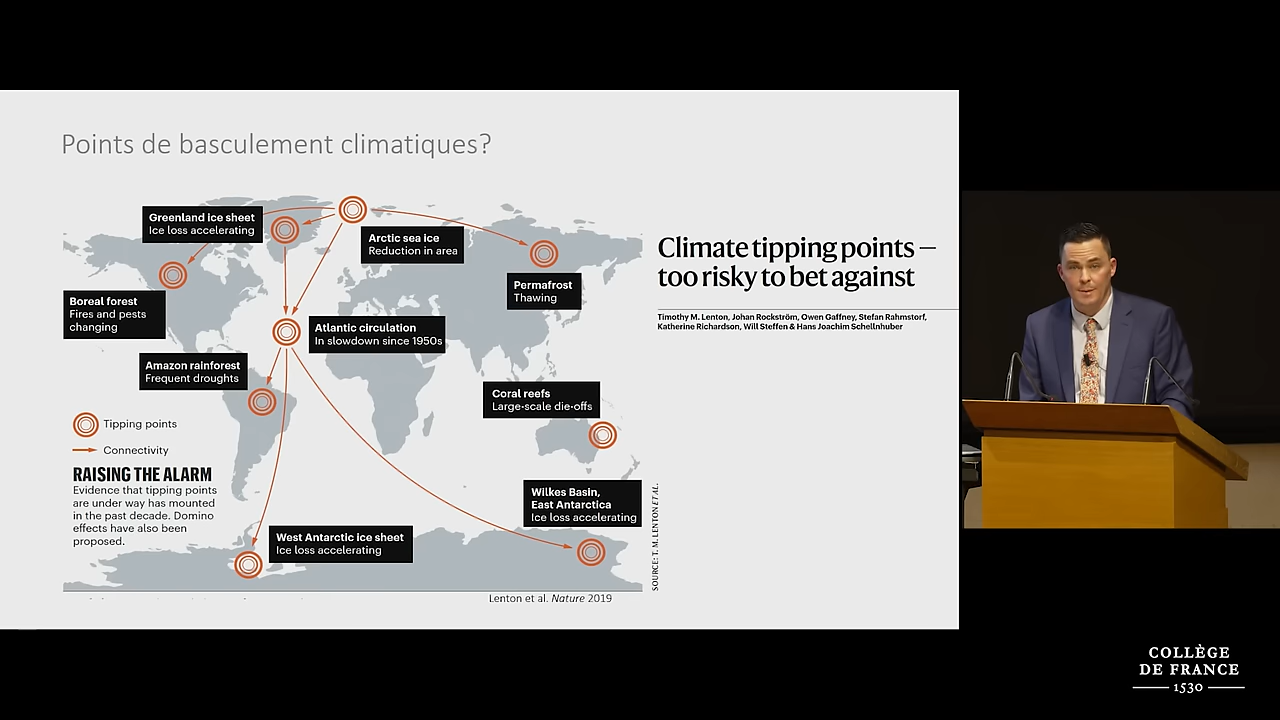 Points de basculement climatiques?
Greenland ice sheet
Ice loss accelerating
Arctic sea ice
Reduction in area
Permafrost
Thawing
Boreal forest
Fires and pests
changing
Atlantic circulation
In slowdown since 1950s
Amazon rainforest
Frequent droughts
Coral reefs
Large-scale die-offs
Tipping points
Connectivity
RAISING THE ALARM
Evidence that tipping points
are under way has mounted
in the past decade. Domino
effects have also been
proposed.
Wilkes Basin,
East Antarctica
Ice loss accelerating
West Antarctic ice sheet
Ice loss accelerating
SOURCE: T. M. LENTON ET AL.
Lenton et al. Nature 2019
Climate tipping points —
too risky to bet against
Timothy M. Lenton, Johan Rockström, Owen Gaffney, Stefan Rahmstorf,
Katherine Richardson, Will Steffen & Hans Joachim Schellnhuber
COLLÈGE
DE FRANCE
1530